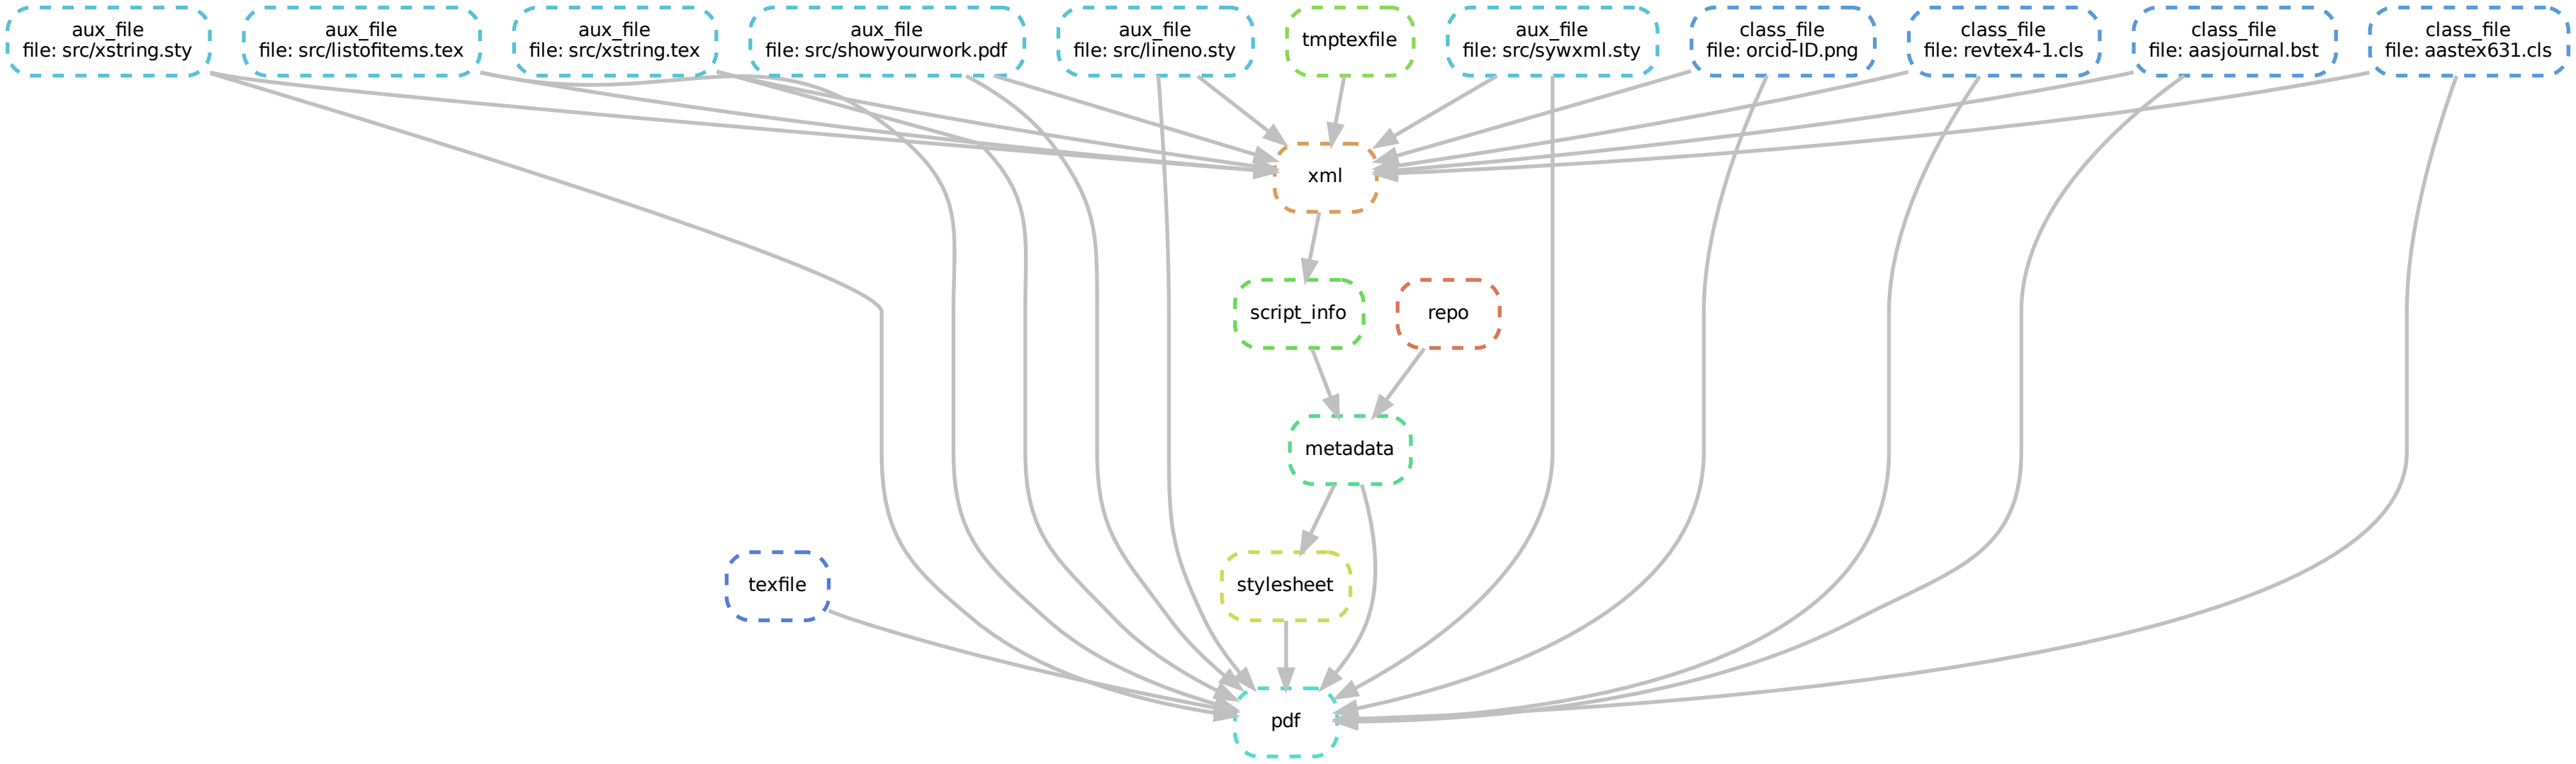 aux_file
file: src/xstring.sty
aux_file
file: src/listofitems.tex
aux_file
file: src/xstring.tex
aux_file
file: src/showyourwork.pdf
aux_file
file: src/lineno.sty
tmptexfile
aux_file
file: src/sywxml.sty
class_file
file: orcid-ID.png
class_file
file: revtex4-1.cls
class_file
file: aasjournal.bst
class_file
file: aastex631.cls
xml
script_info
repo
metadata
texfile
stylesheet
pdf